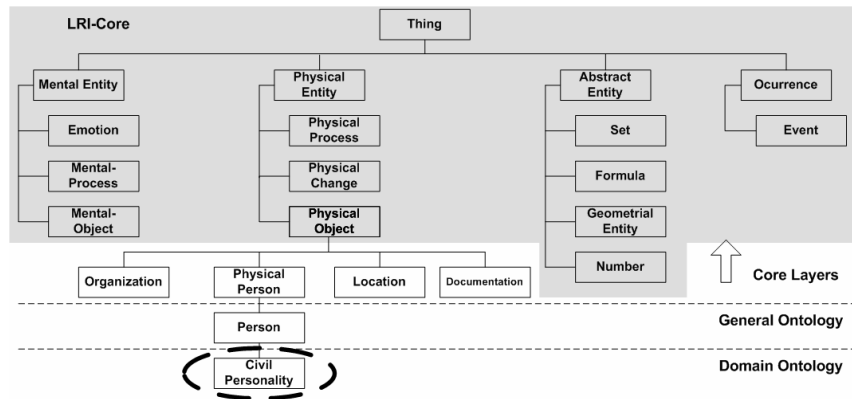 LRI-Core
Thing
Mental Entity
Physical
Entity
Abstract
Entity
Ocurrence
Emotion
Physical
Process
Set
Event
Mental-
Process
Physical
Change
Formula
Mental-
Object
Physical
Object
Geometrial
Entity
Organization
Physical
Person
Location
Documentation
Number
Core Layers
Person
General Ontology
Civil
Personality
Domain Ontology